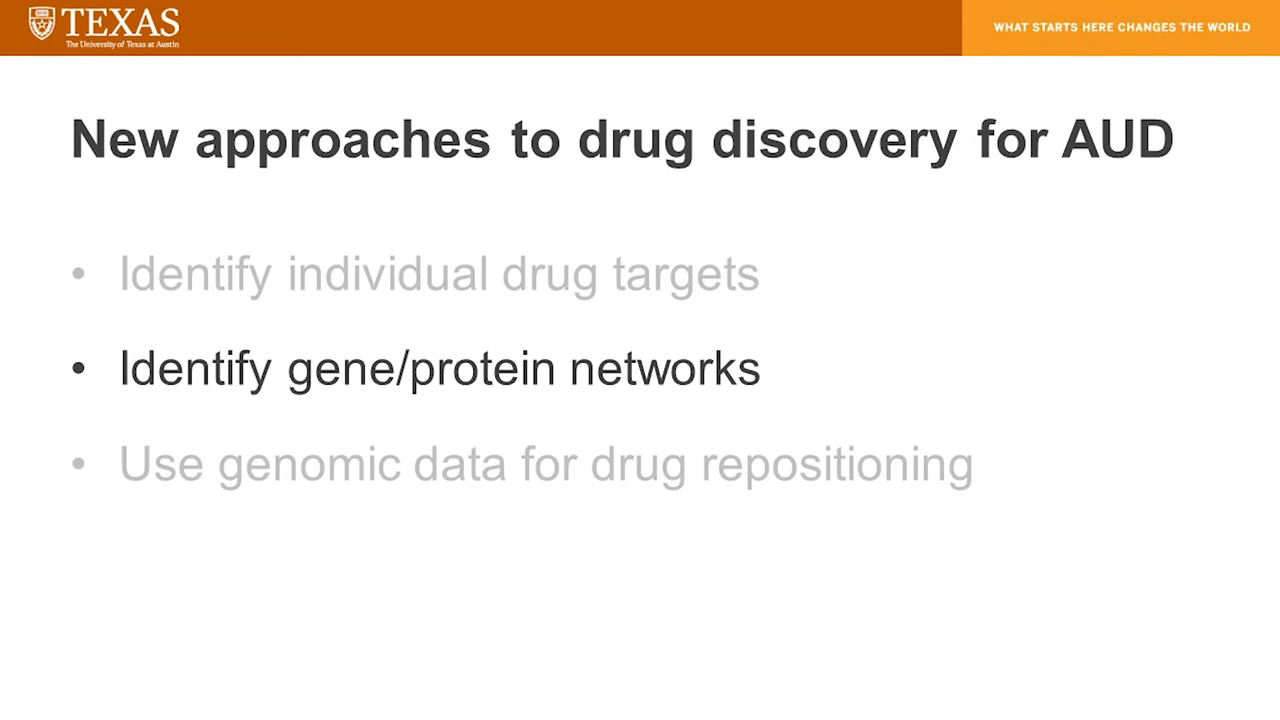 TEXAS
The University of Texas at Austin
WHAT STARTS HERE CHANGES THE WORLD
New approaches to drug discovery for AUD
• Identify individual drug targets
• Identify gene/protein networks
• Use genomic data for drug repositioning